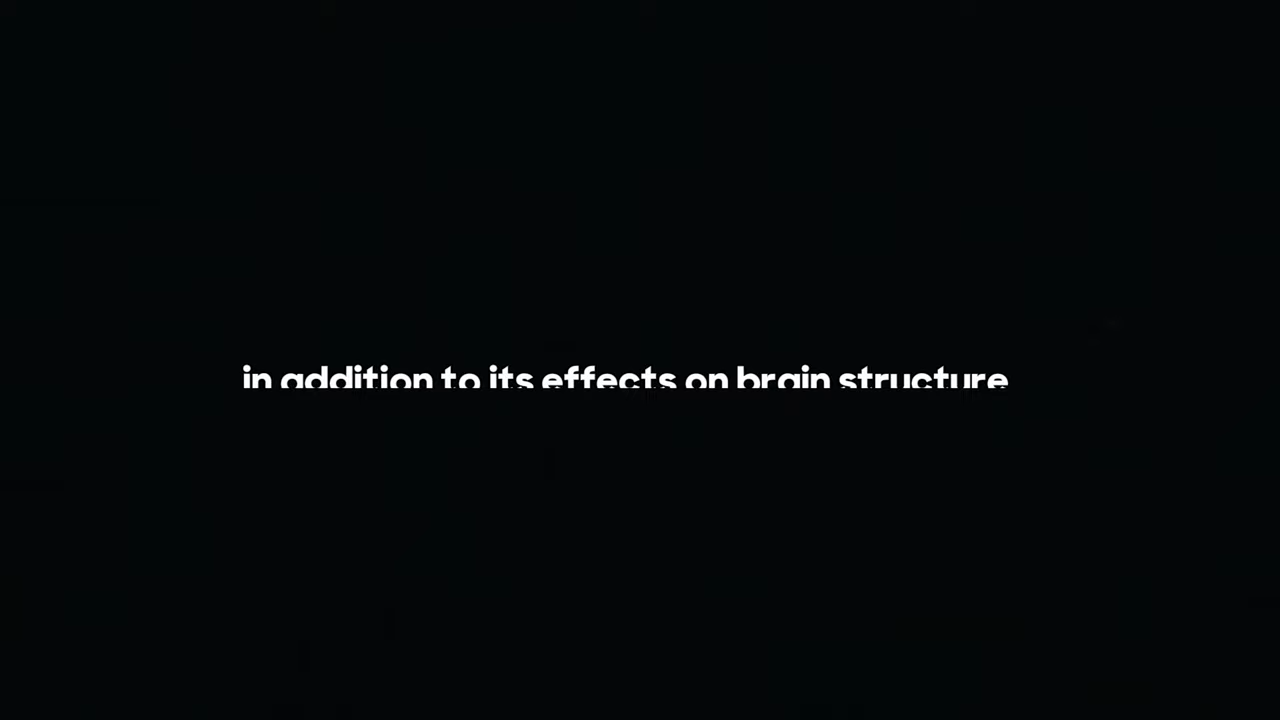 in addition to its effects on brain structure